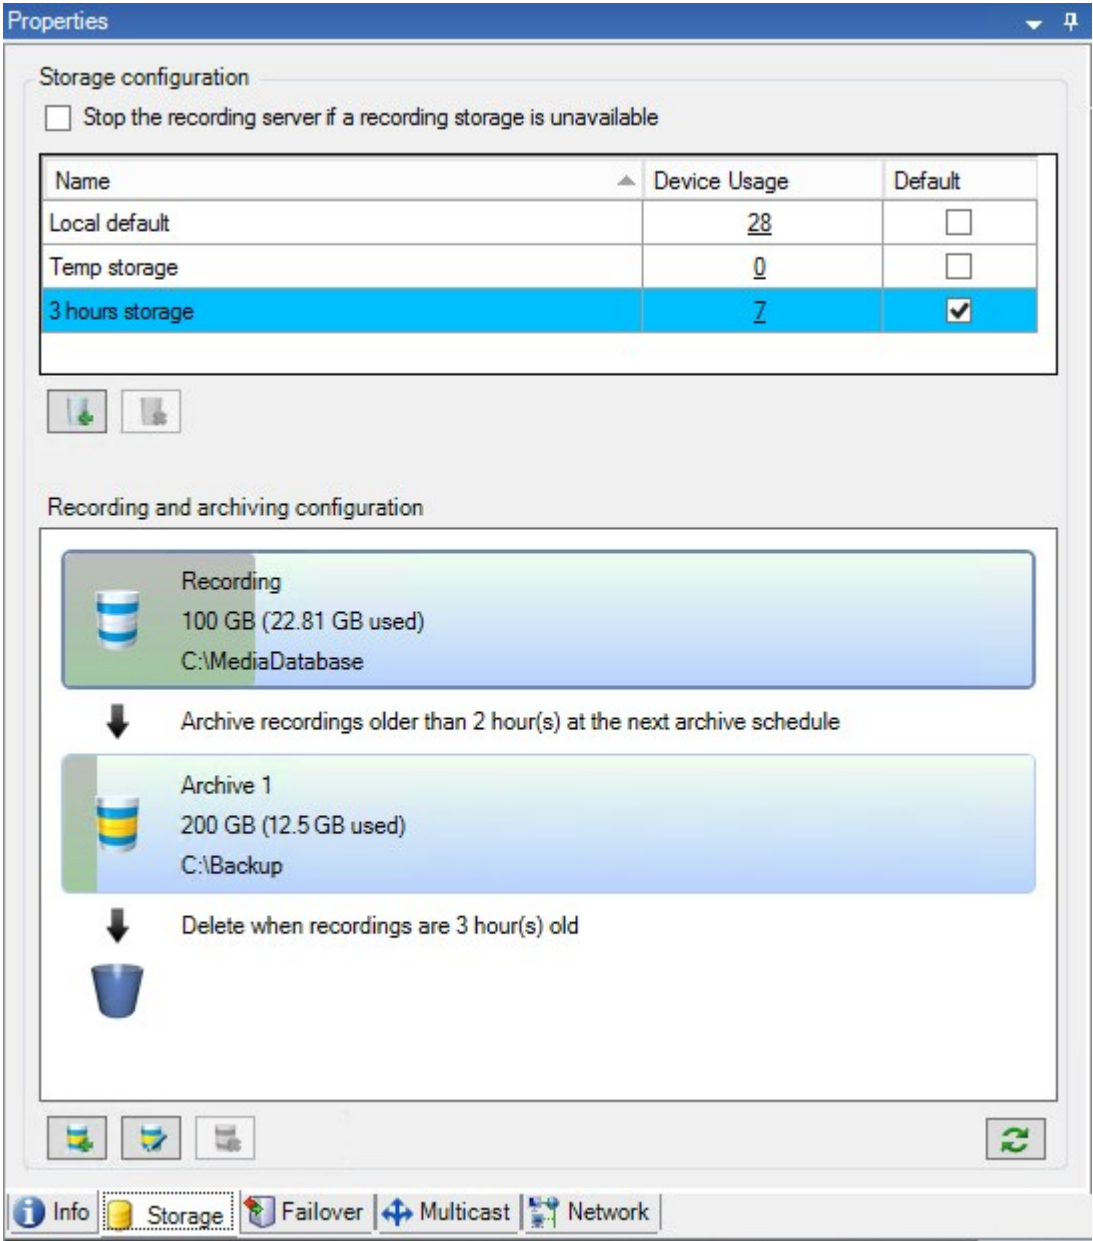 Properties
Storage configuration
Stop the recording server if a recording storage is unavailable
Name Device Usage Default
Local default 28
Temp storage 0
3 hours storage 7
Recording and archiving configuration
Recording
100 GB (22.81 GB used)
C:\MediaDatabase
Archive recordings older than 2 hour(s) at the next archive schedule
Archive 1
200 GB (12.5 GB used)
C:\Backup
Delete when recordings are 3 hour(s) old
Info Storage Failover Multicast Network